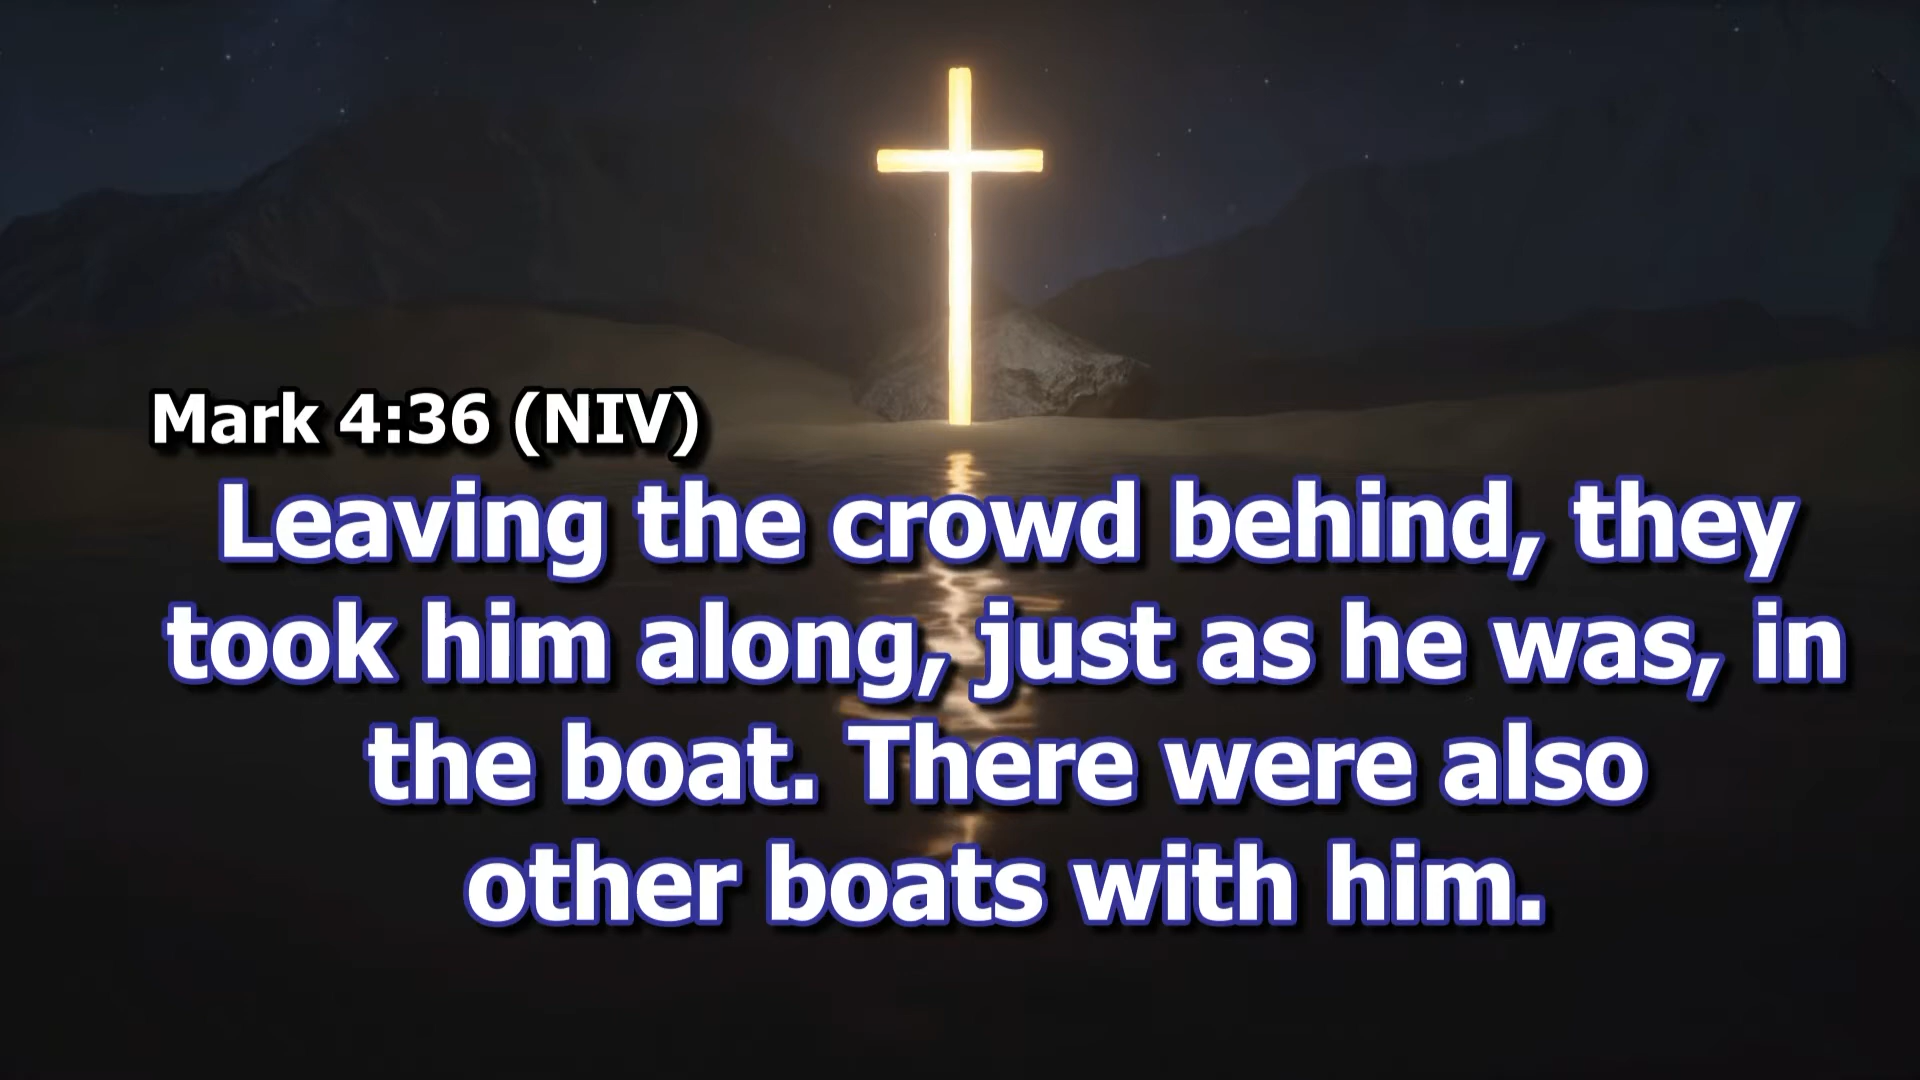 Mark 4:36 (NIV)
Leaving the crowd behind, they
took him along, just as he was, in
the boat. There were also
other boats with him.